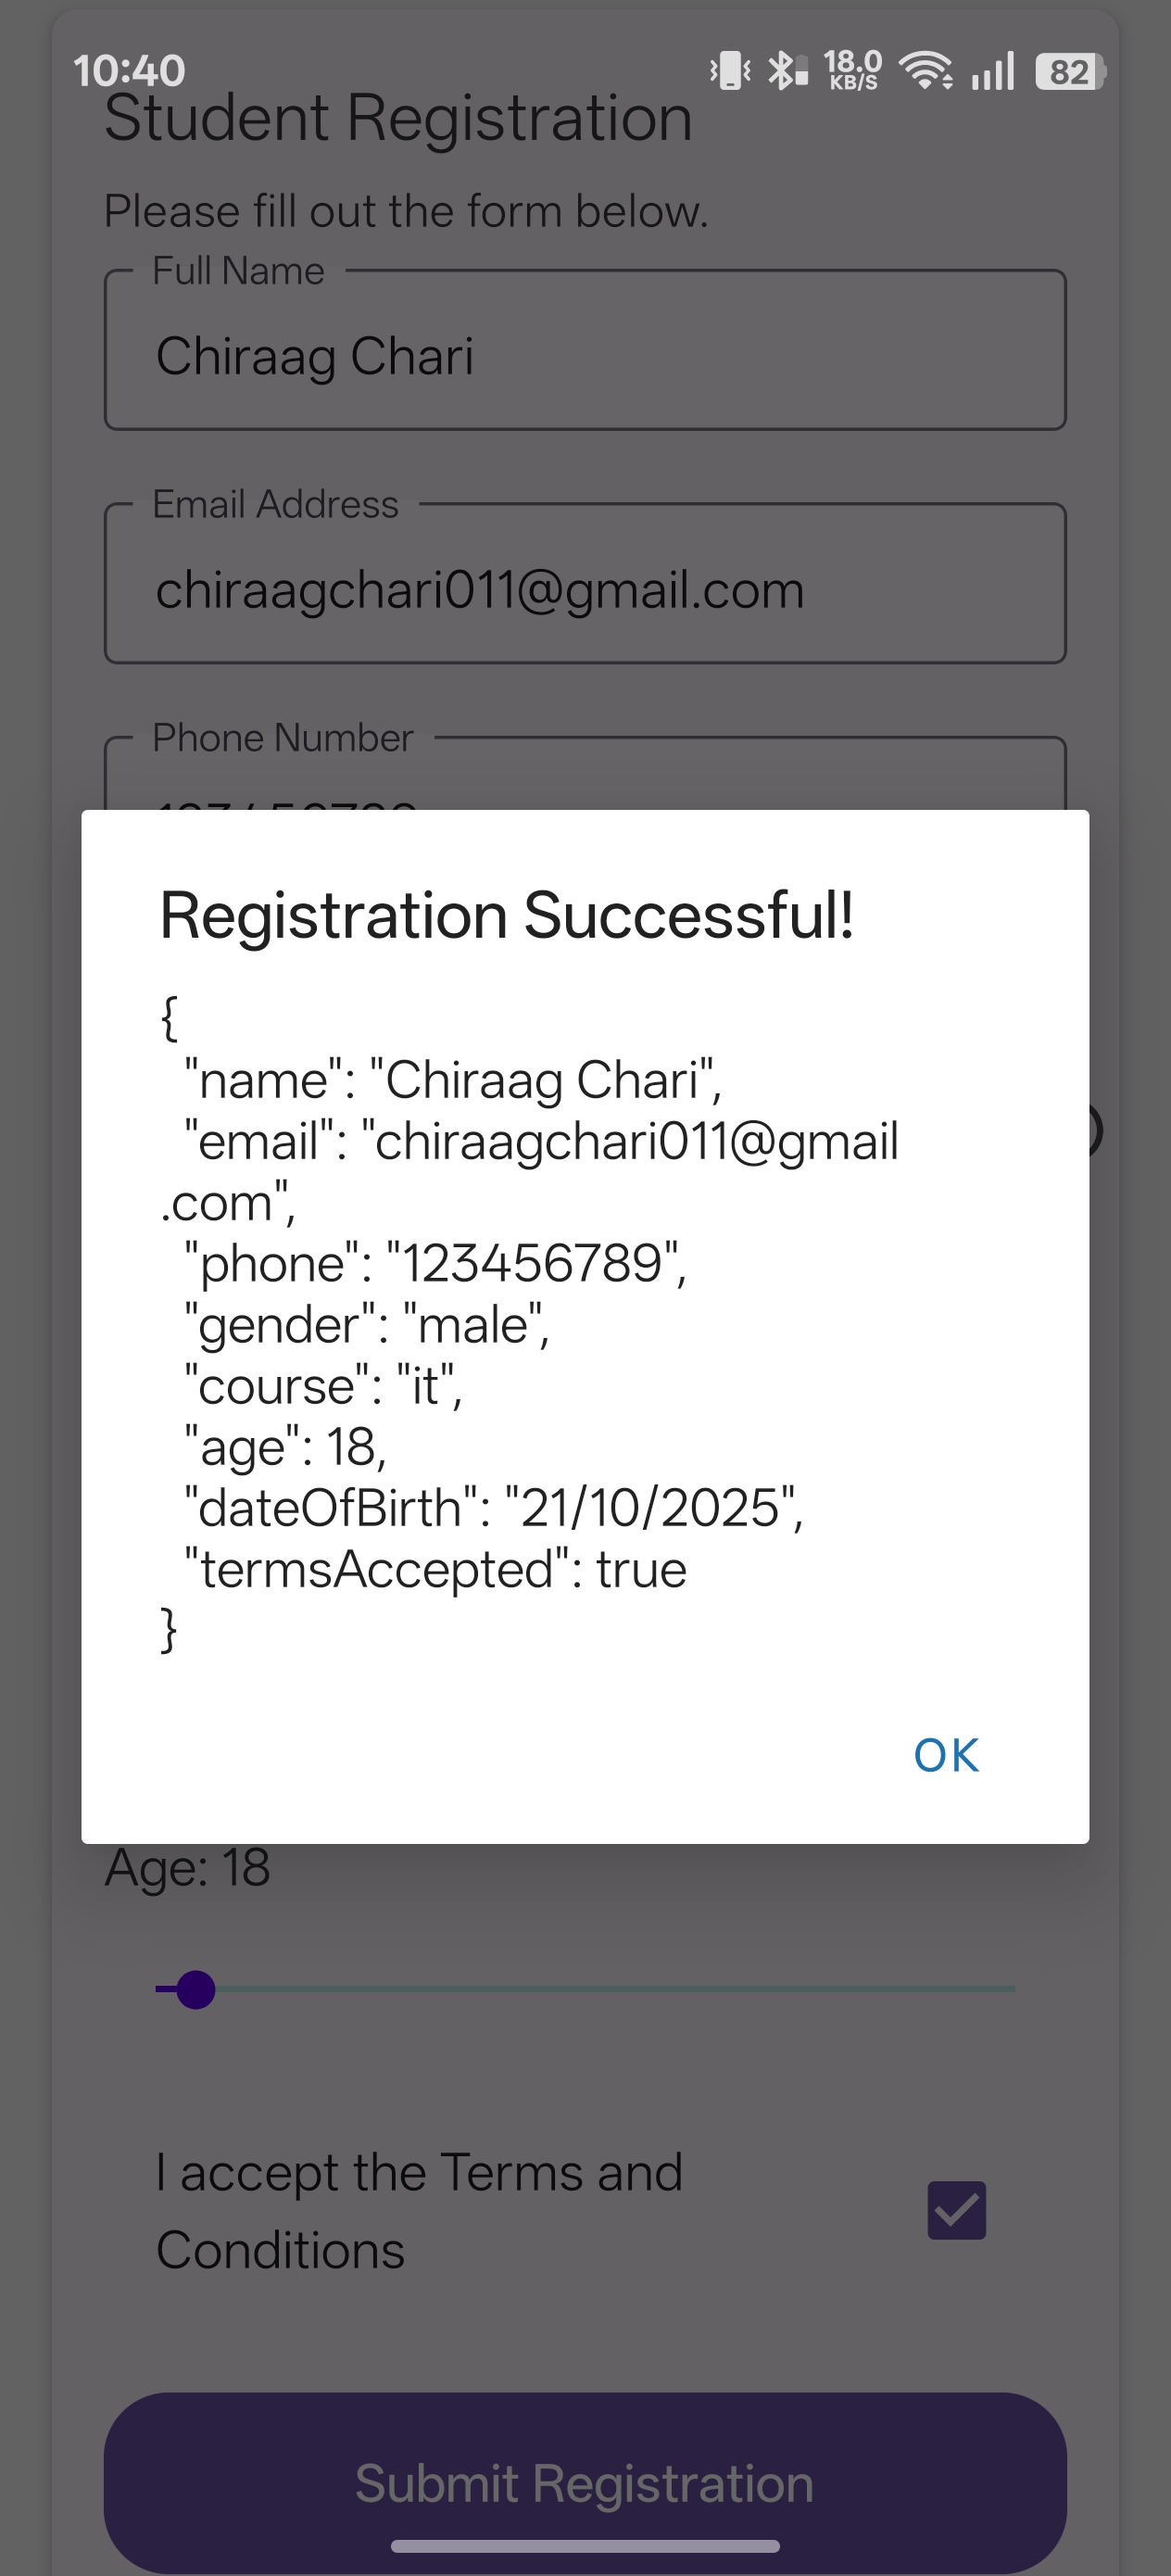 10:40
18.0
KB/S
82
Student Registration
Please fill out the form below.
Full Name
Chiraag Chari
Email Address
chiraagchari011@gmail.com
Phone Number
123456789
Registration Successful!
{
"name": "Chiraag Chari",
"email": "chiraagchari011@gmail
.com",
"phone": "123456789",
"gender": "male",
"course": "it",
"age": 18,
"dateOfBirth": "21/10/2025",
"termsAccepted": true
}
OK
Age: 18
I accept the Terms and
Conditions
Submit Registration